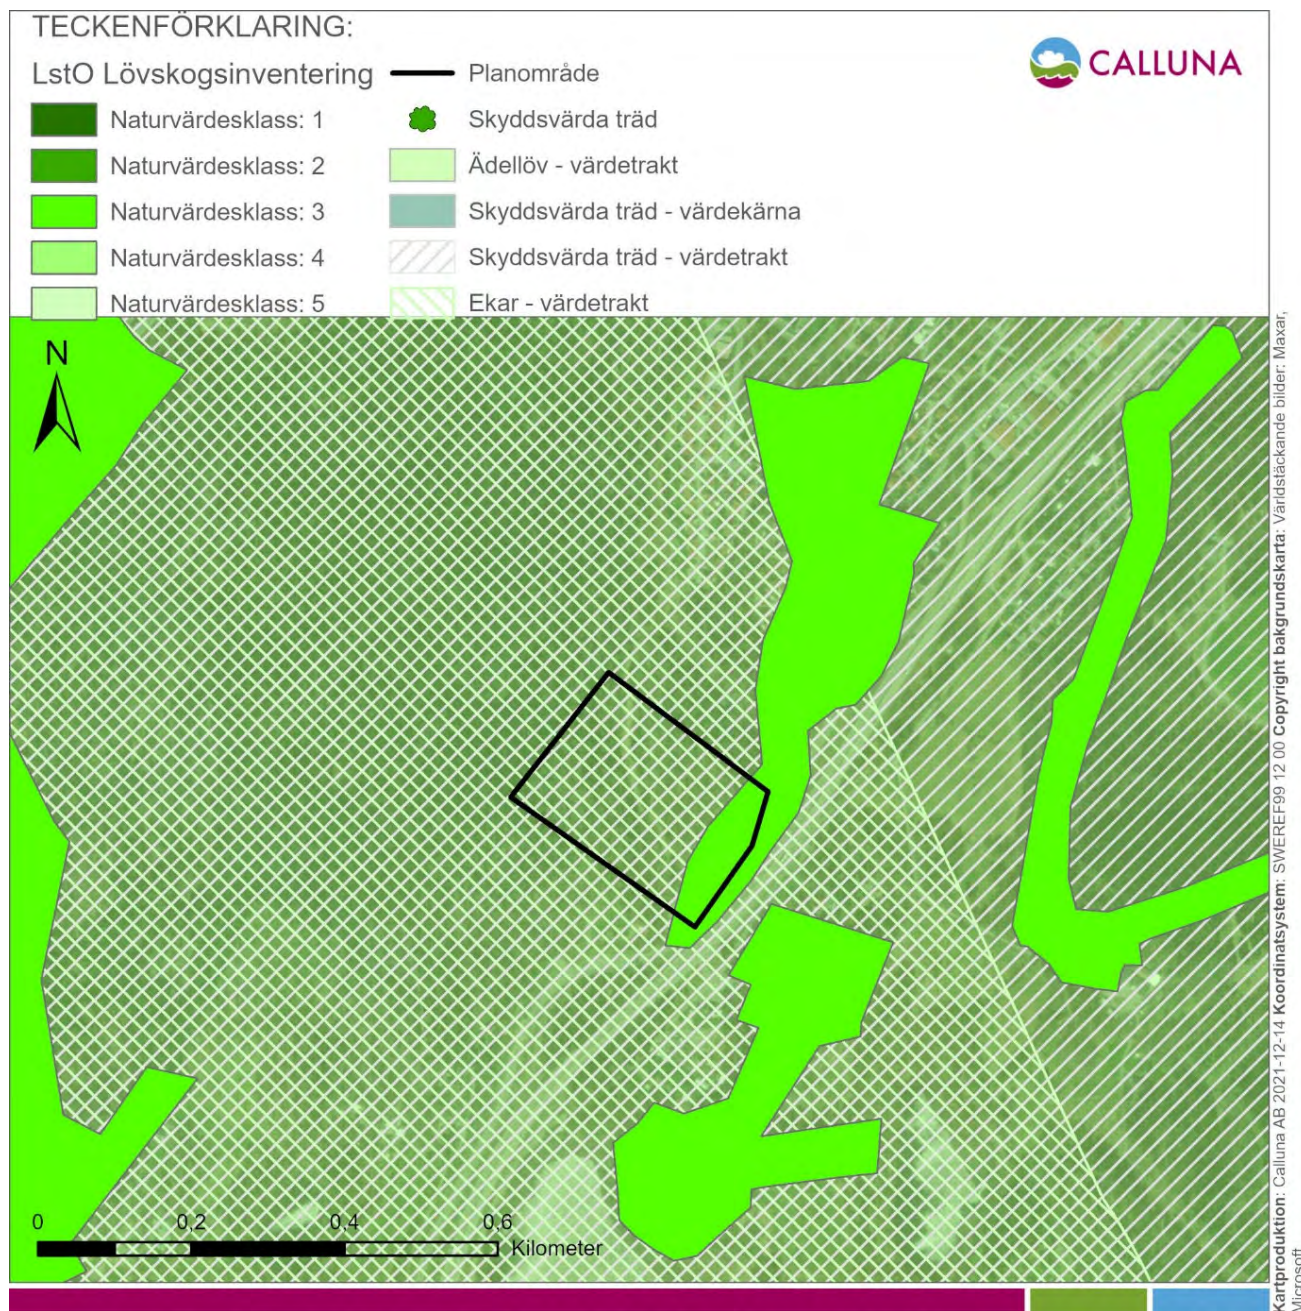 TECKENFÖRKLARING:
LstO Lövskogsinventering
Naturvärdesklass: 1
Naturvärdesklass: 2
Naturvärdesklass: 3
Naturvärdesklass: 4
Naturvärdesklass: 5
Planområde
Skyddsvärda träd
Ädellöv - värdetrakt
Skyddsvärda träd - värdekärna
Skyddsvärda träd - värdetrakt
Ekar - värdetrakt
CALLUNA
N
0 0,2 0,4 0,6
Kilometer
Kartproduktion: Calluna AB 2021-12-14 Koordinatsystem: SWEREF99 12 00 Copyright bakgrundskarta: Världstäckande bilder: Maxar,
Microsoft